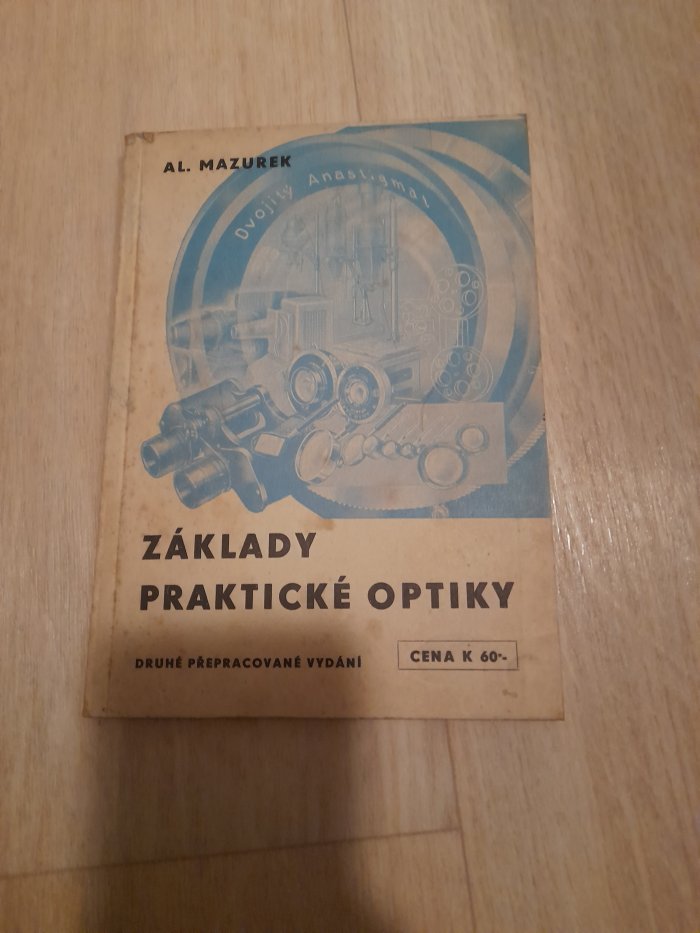 AL. MAZUREK
Dvojitý Anastigmat
ZÁKLADY
PRAKTICKÉ OPTIKY
DRUHÉ PŘEPRACOVANÉ VYDÁNÍ
CENA K 60·-